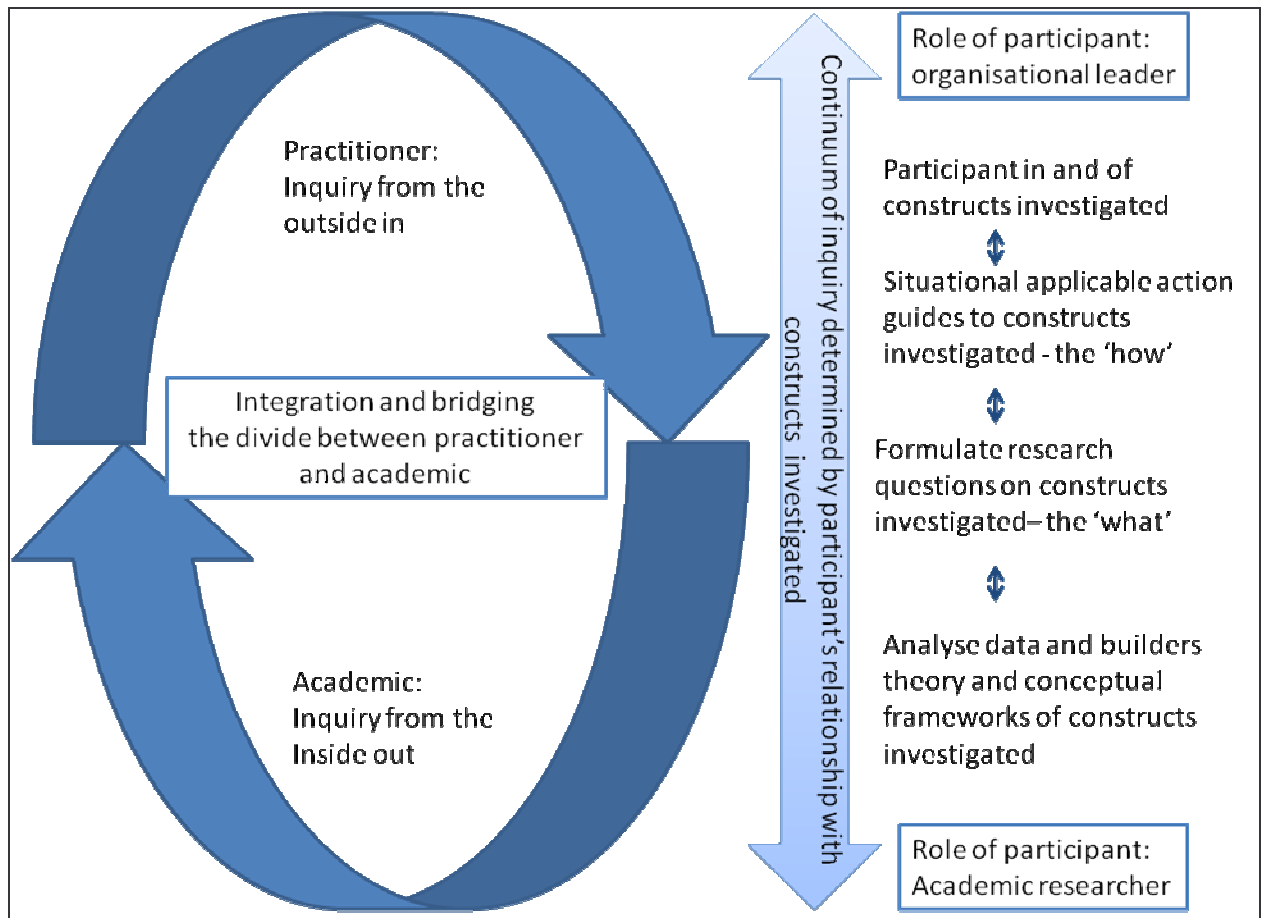 Practitioner:
Inquiry from the
outside in
Integration and bridging
the divide between practitioner
and academic
Academic:
Inquiry from the
Inside out
Continuum of inquiry determined by participant's relationship with
constructs investigated
Role of participant:
organisational leader
Participant in and of
constructs investigated
Situational applicable action
guides to constructs
investigated - the ‘how’
Formulate research
questions on constructs
investigated– the ‘what’
Analyse data and builders
theory and conceptual
frameworks of constructs
investigated
Role of participant:
Academic researcher